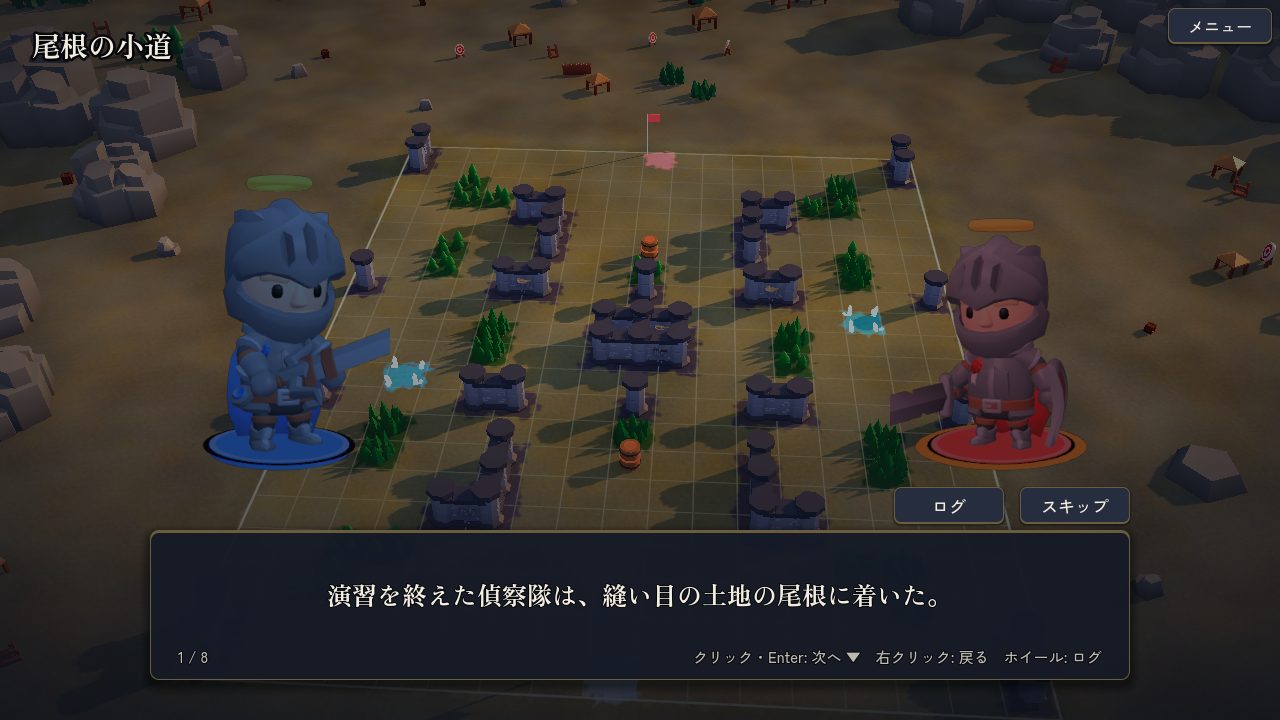 尾根の小道
メニュー
ログ
スキップ
演習を終えた偵察隊は、縫い目の土地の尾根に着いた。
1 / 8
クリック・Enter: 次へ ▼ 右クリック: 戻る ホイール: ログ